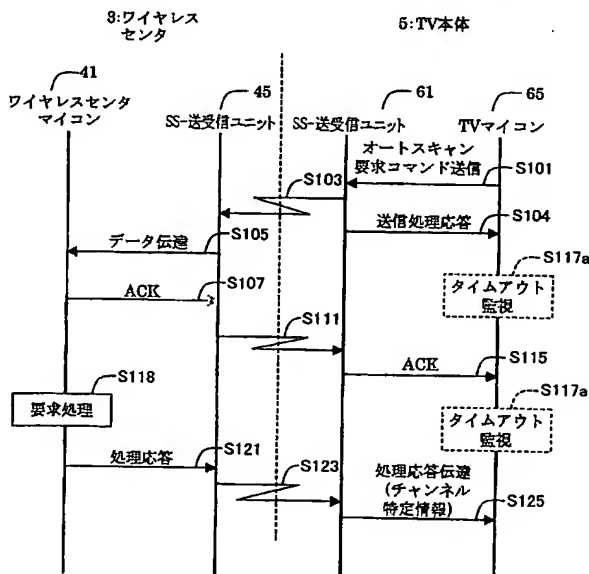 3:ワイヤレス
センタ
5:TV本体
41
45
61
65
ワイヤレスセンタ
マイコン
SS-送受信ユニット
SS-送受信ユニット
TVマイコン
オートスキャン
要求コマンド送信
S101
S103
送信処理応答
S104
データ伝達
S105
S117a
タイムアウト
監視
ACK
S107
S111
ACK
S115
S118
要求処理
S117a
タイムアウト
監視
処理応答
S121
S123
処理応答伝達
(チャンネル
特定情報)
S125